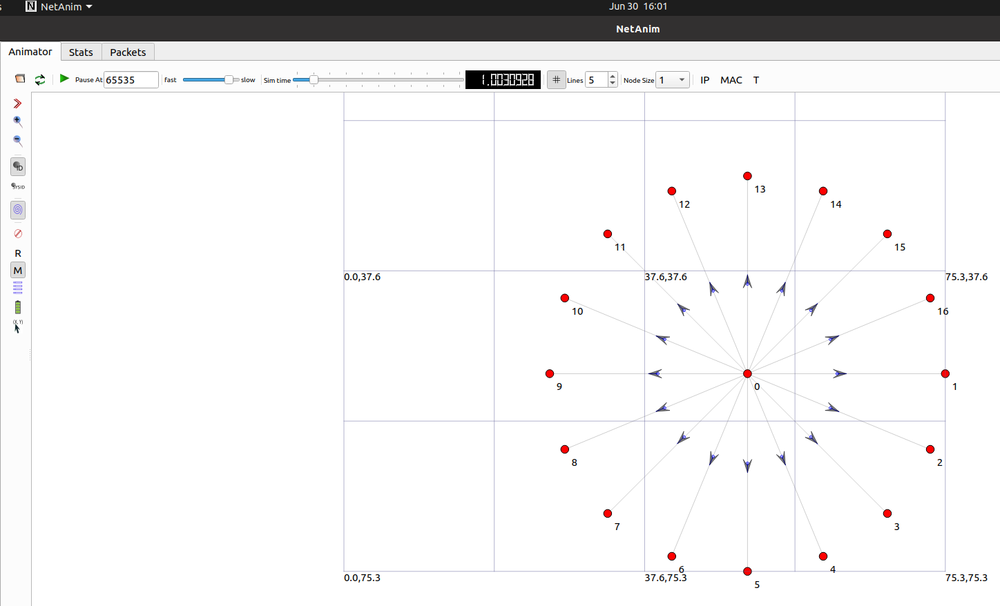 s NetAnim Jun 30 16:01
NetAnim
Animator Stats Packets
Pause At 65535 fast slow Sim time 1.0030928 # Lines 5 Node Size 1 IP MAC T
ID
SYSID
R
M
(X, Y)
13
12 14
11 15
0.0,37.6 37.6,37.6 75.3,37.6
10 16
9 0 1
8 2
7 3
6 4
0.0,75.3 37.6,75.3 75.3,75.3
5